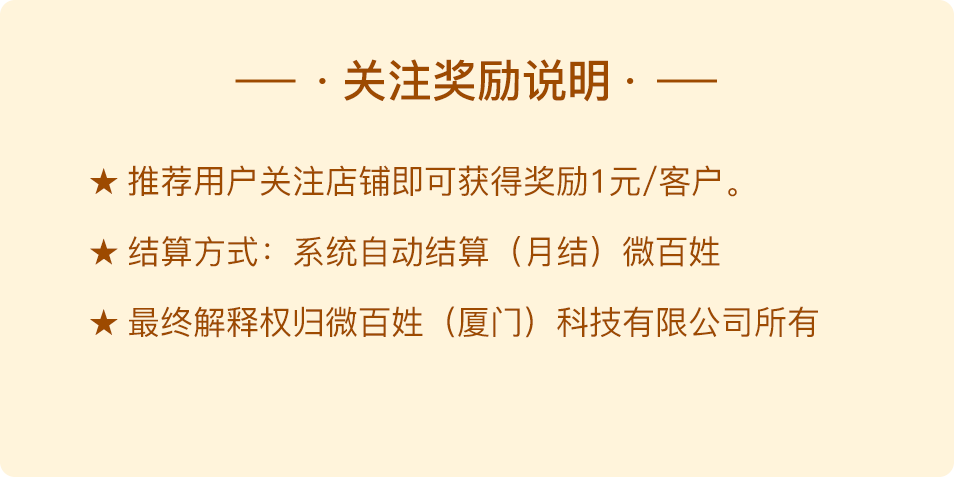 · 关注奖励说明 ·
★ 推荐用户关注店铺即可获得奖励1元/客户。
★ 结算方式：系统自动结算（月结）微百姓
★ 最终解释权归微百姓（厦门）科技有限公司所有